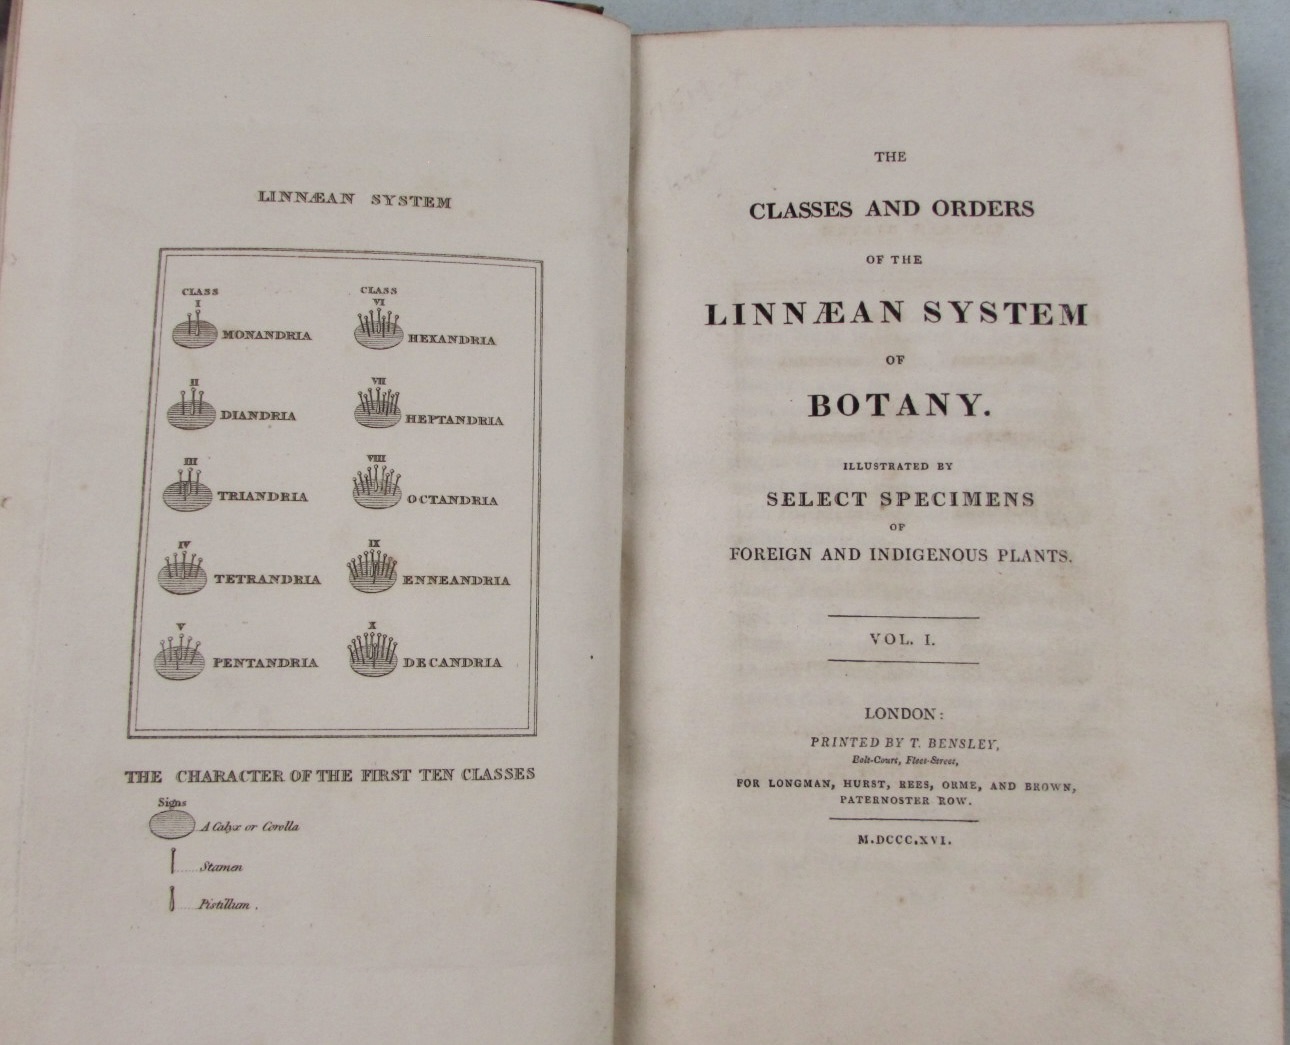 LINNÆAN SYSTEM
CLASS
I
MONANDRIA
II
DIANDRIA
III
TRIANDRIA
IV
TETRANDRIA
V
PENTANDRIA
CLASS
VI
HEXANDRIA
VII
HEPTANDRIA
VIII
OCTANDRIA
IX
ENNEANDRIA
X
DECANDRIA
THE CHARACTER OF THE FIRST TEN CLASSES
Signs
A Calyx or Corolla
Stamen
Pistillum.
THE
CLASSES AND ORDERS
OF THE
LINNÆAN SYSTEM
OF
BOTANY.
ILLUSTRATED BY
SELECT SPECIMENS
OF
FOREIGN AND INDIGENOUS PLANTS.
VOL. I.
LONDON:
PRINTED BY T. BENSLEY,
Bolt-Court, Fleet-Street,
FOR LONGMAN, HURST, REES, ORME, AND BROWN,
PATERNOSTER ROW.
M.DCCC.XVI.